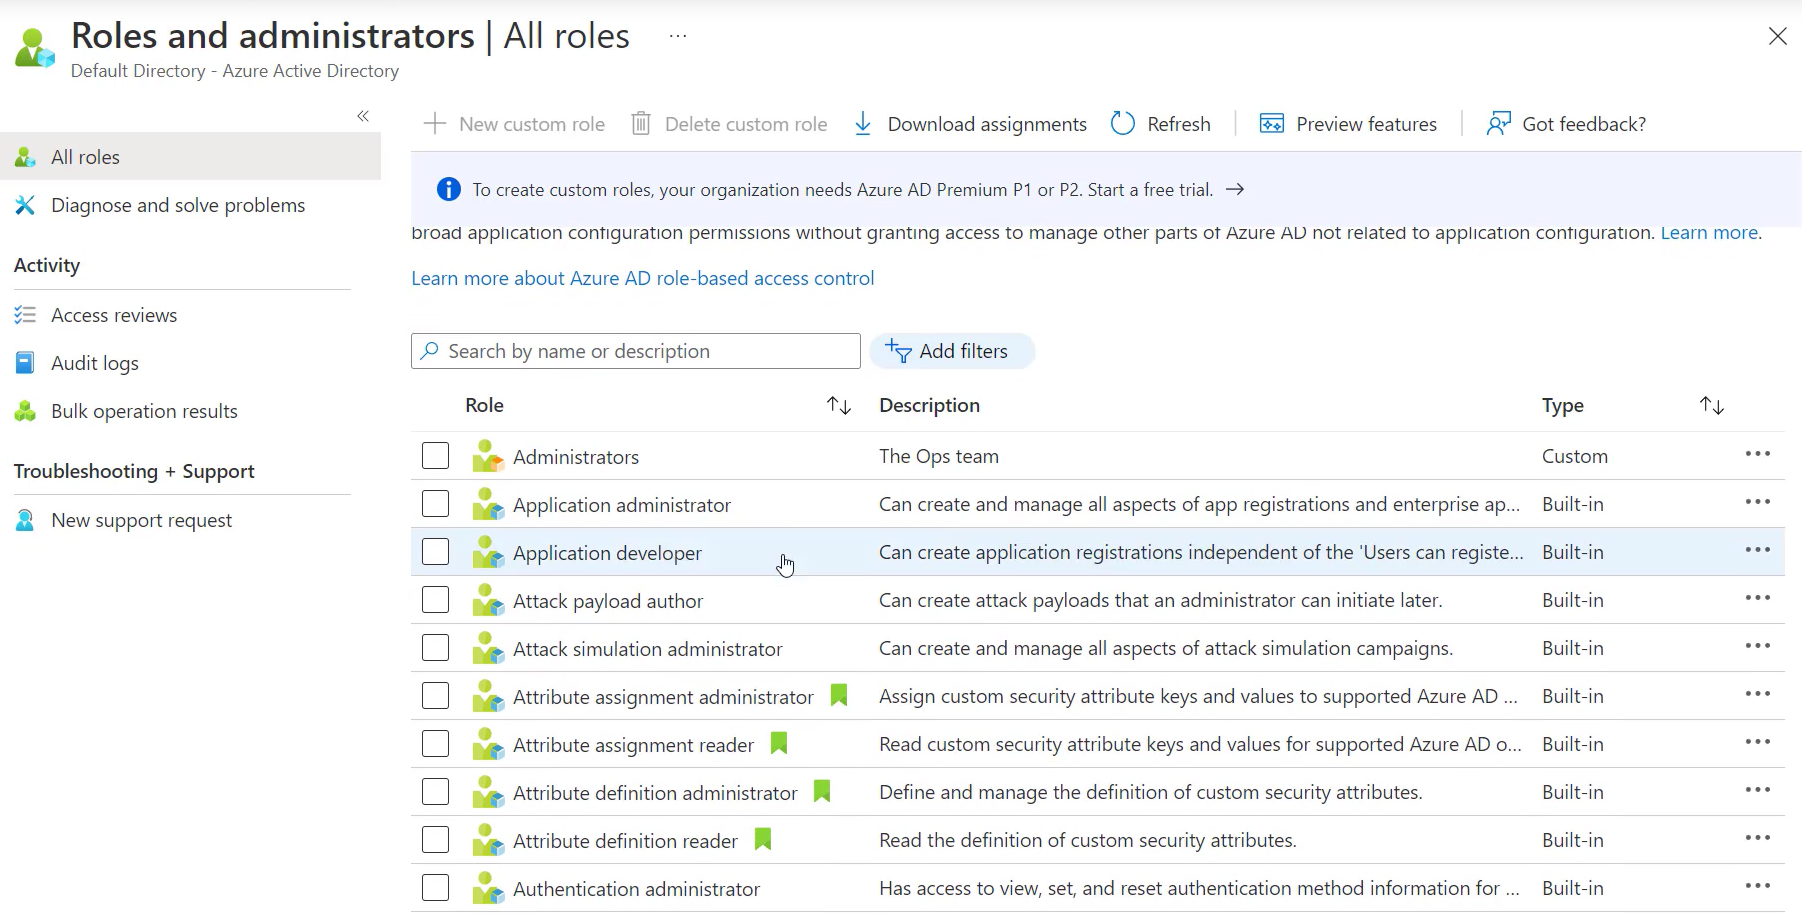 Roles and administrators | All roles ...
Default Directory - Azure Active Directory
«
All roles
Diagnose and solve problems
Activity
Access reviews
Audit logs
Bulk operation results
Troubleshooting + Support
New support request
New custom role Delete custom role Download assignments Refresh Preview features Got feedback?
To create custom roles, your organization needs Azure AD Premium P1 or P2. Start a free trial. →
broad application configuration permissions without granting access to manage other parts of Azure AD not related to application configuration. Learn more.
Learn more about Azure AD role-based access control
Search by name or description Add filters
Role Description Type
Administrators The Ops team Custom ...
Application administrator Can create and manage all aspects of app registrations and enterprise ap... Built-in ...
Application developer Can create application registrations independent of the 'Users can registe... Built-in ...
Attack payload author Can create attack payloads that an administrator can initiate later. Built-in ...
Attack simulation administrator Can create and manage all aspects of attack simulation campaigns. Built-in ...
Attribute assignment administrator Assign custom security attribute keys and values to supported Azure AD ... Built-in ...
Attribute assignment reader Read custom security attribute keys and values for supported Azure AD o... Built-in ...
Attribute definition administrator Define and manage the definition of custom security attributes. Built-in ...
Attribute definition reader Read the definition of custom security attributes. Built-in ...
Authentication administrator Has access to view, set, and reset authentication method information for ... Built-in ...